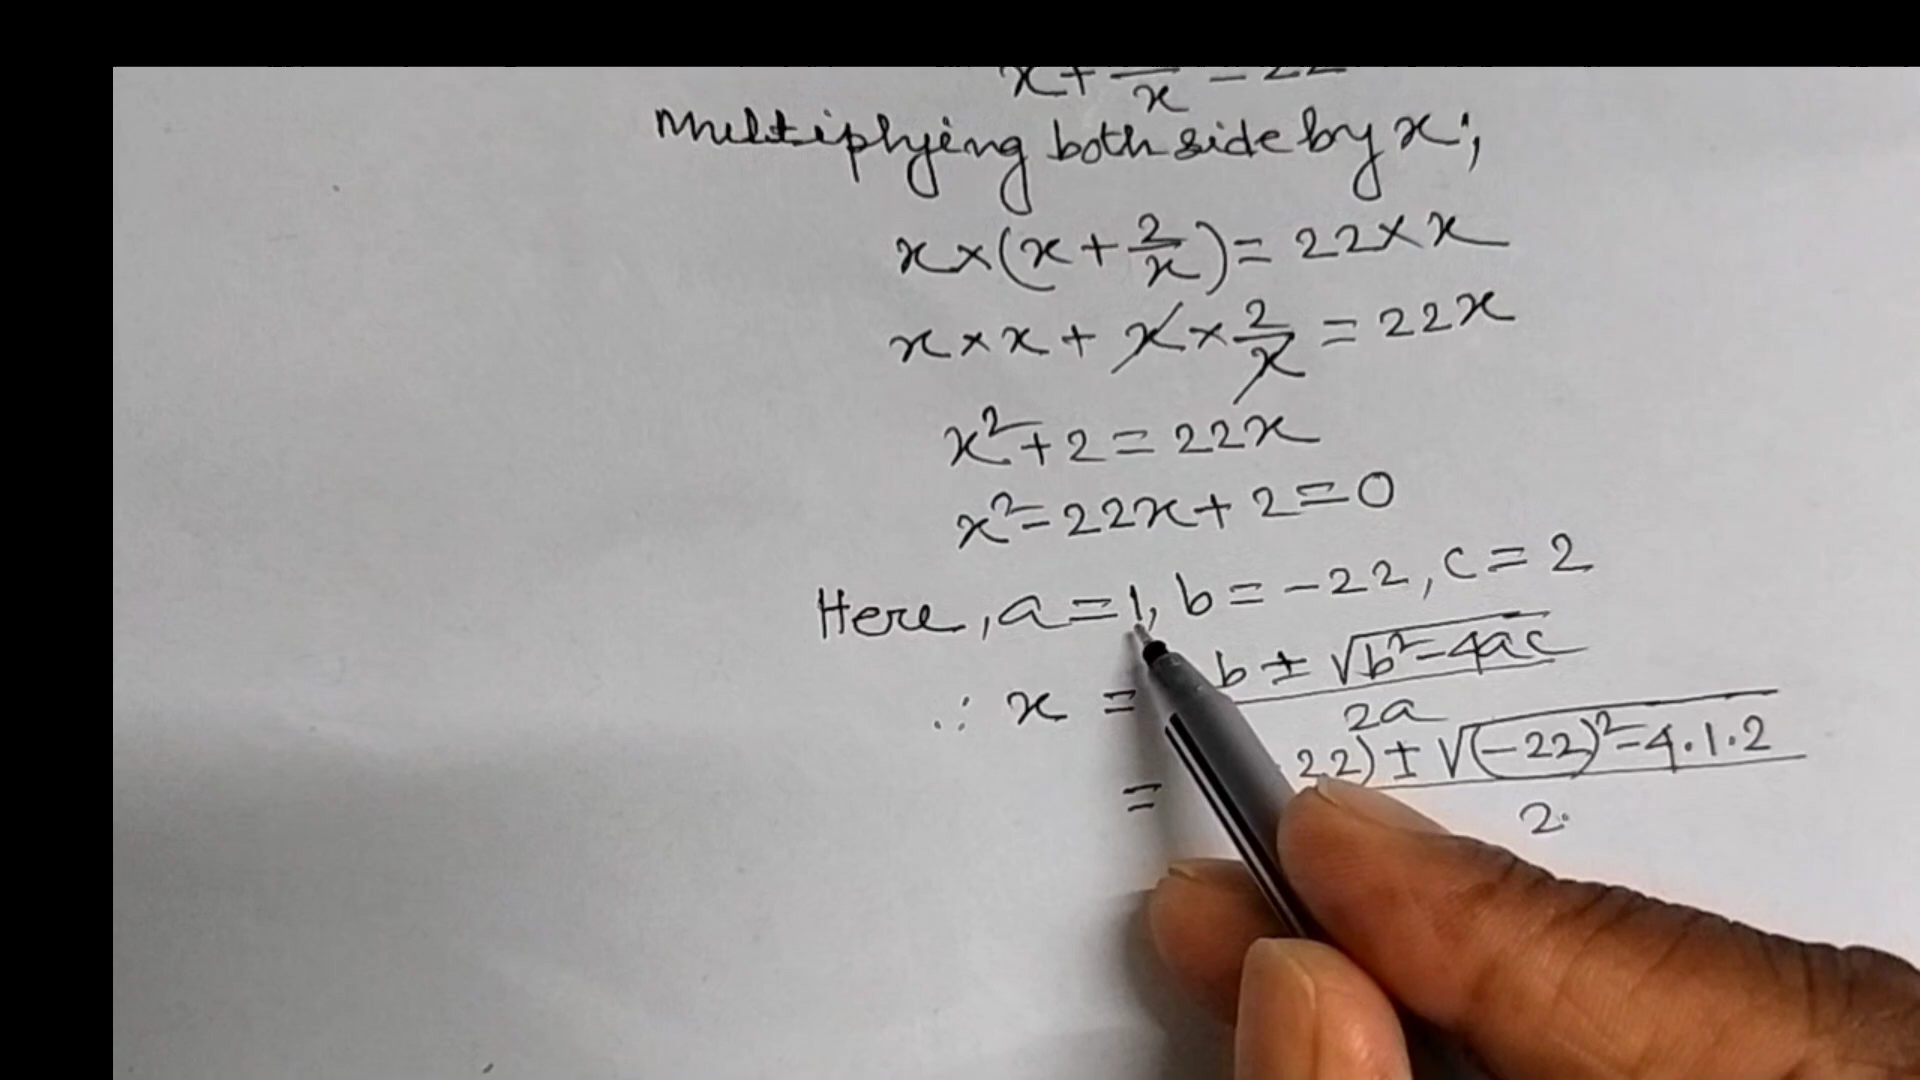 Multiplying both side by x;
x×(x+2/x)=22×x
x×x+x×2/x=22x
x²+2=22x
x²-22x+2=0
Here, a=1, b=-22, c=2
∴ x = b±√b²-4ac/2a
= 22)±√(-22)²-4.1.2/2.